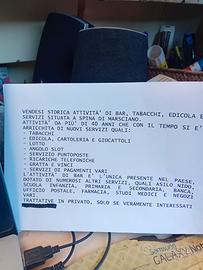 VENDESI STORICA ATTIVITA' DI BAR, TABACCHI, EDICOLA E
SERVIZI SITUATA A SPINA DI MARSCIANO.
ATTIVITA' DA PIU' DI 40 ANNI CHE CON IL TEMPO SI E'
ARRICHITA DI NUOVI SERVIZI QUALI:
- TABACCHI
- EDICOLA, CARTOLERIA E GIOCATTOLI
- LOTTO
- ANGOLO SLOT
- SERVIZIO PUNTOPOSTE
- RICARICHE TELEFONICHE
- GRATTA E VINCI
- SERVIZI DI PAGAMENTI VARI
L'ATTIVITA' DI BAR E' L'UNICA PRESENTE NEL PAESE,
DOTATO DI NUMEROSI ALTRI SERVIZI, QUALI ASILO NIDO,
SCUOLA INFANZIA, PRIMARIA E SECONDARIA, BANCA,
UFFICIO POSTALE, FARMACIA, STUDI MEDICI E NEGOZI
VARI.
TRATTATIVE IN PRIVATO, SOLO SE VERAMENTE INTERESSATI
SAMSUNG
GALAXY